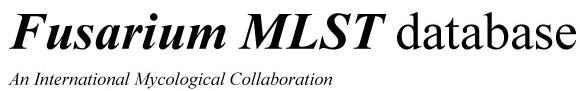 Fusarium MLST database
An International Mycological Collaboration